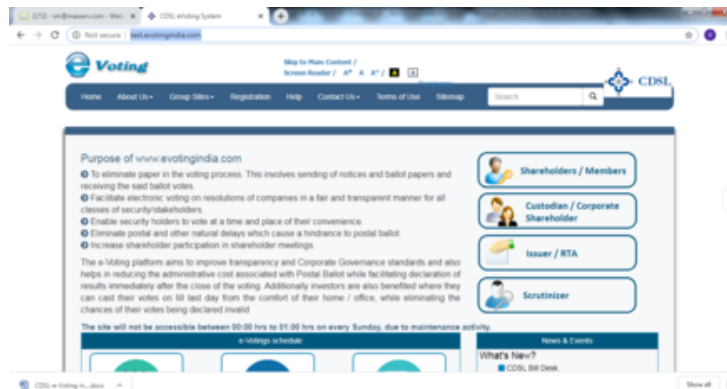 CDSL eVoting System
Not secure | test.evotingindia.com
e Voting
Skip to Main Content /
Screen Reader / A+ A A- / A A
CDSL
Home About Us Group Sites Registration Help Contact Us Terms of Use Sitemap Search
Purpose of www.evotingindia.com
To eliminate paper in the voting process. This involves sending of notices and ballot papers and
receiving the said ballot votes.
Facilitate electronic voting on resolutions of companies in a fair and transparent manner for all
classes of security/stakeholders.
Enable security holders to vote at a time and place of their convenience.
Eliminate postal and other natural delays which cause a hindrance to postal ballot.
Increase shareholder participation in shareholder meetings.
The e-Voting platform aims to improve transparency and Corporate Governance standards and also
helps in reducing the administrative cost associated with Postal Ballot while facilitating declaration of
results immediately after the close of the voting. Additionally investors are also benefited where they
can cast their votes on till last day from the comfort of their home / office, while eliminating the
chances of their votes being declared invalid
Shareholders / Members
Custodian / Corporate
Shareholder
Issuer / RTA
Scrutinizer
The site will not be accessible between 00:00 hrs to 01:00 hrs on every Sunday, due to maintenance activity.
e-Votings schedule
News & Events
What's New?
CDSL Bill Desk
CDSL e-Voting in....docx
Show all